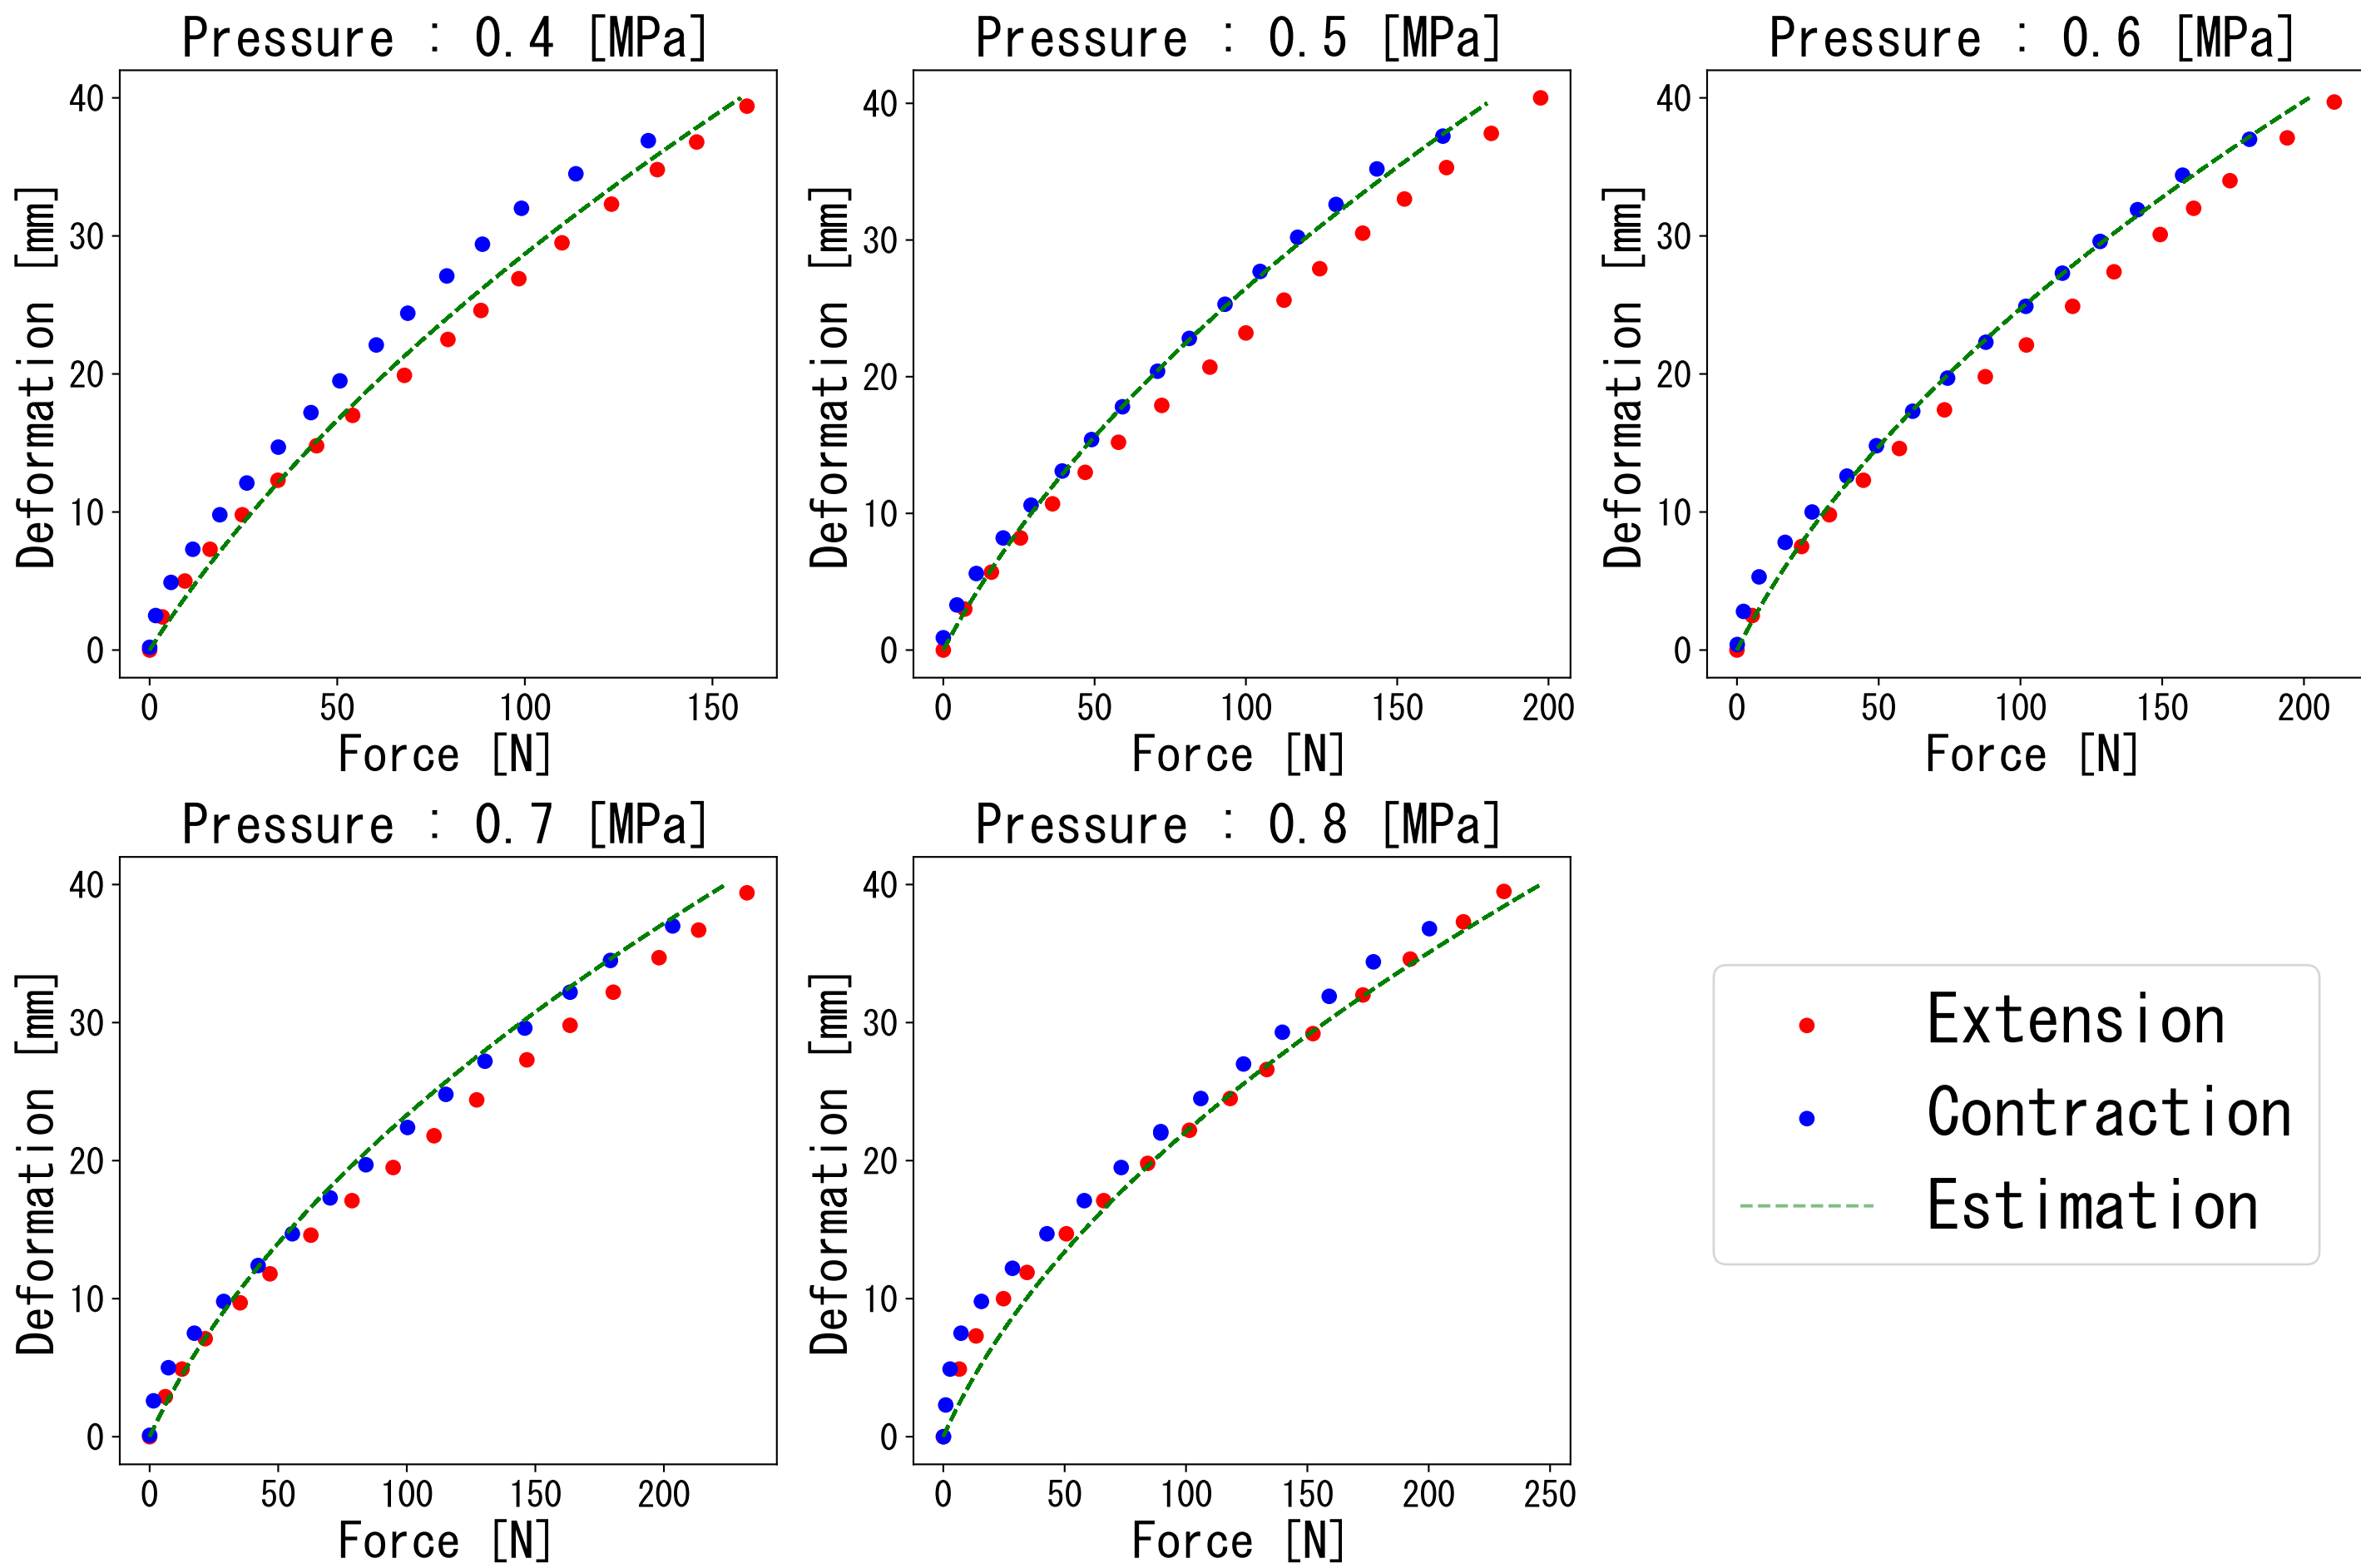 Pressure : 0.4 [MPa]
Deformation [mm]
40
30
20
10
0
0 50 100 150
Force [N]
Pressure : 0.5 [MPa]
Deformation [mm]
40
30
20
10
0
0 50 100 150 200
Force [N]
Pressure : 0.6 [MPa]
Deformation [mm]
40
30
20
10
0
0 50 100 150 200
Force [N]
Pressure : 0.7 [MPa]
Deformation [mm]
40
30
20
10
0
0 50 100 150 200
Force [N]
Pressure : 0.8 [MPa]
Deformation [mm]
40
30
20
10
0
0 50 100 150 200 250
Force [N]
Extension
Contraction
Estimation